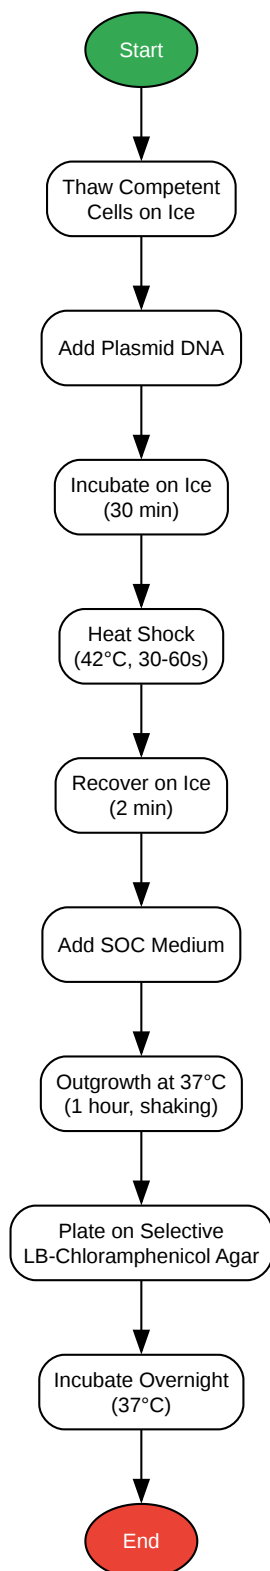 Start
Thaw Competent
Cells on Ice
Add Plasmid DNA
Incubate on Ice
(30 min)
Heat Shock
(42°C, 30-60s)
Recover on Ice
(2 min)
Add SOC Medium
Outgrowth at 37°C
(1 hour, shaking)
Plate on Selective
LB-Chloramphenicol Agar
Incubate Overnight
(37°C)
End